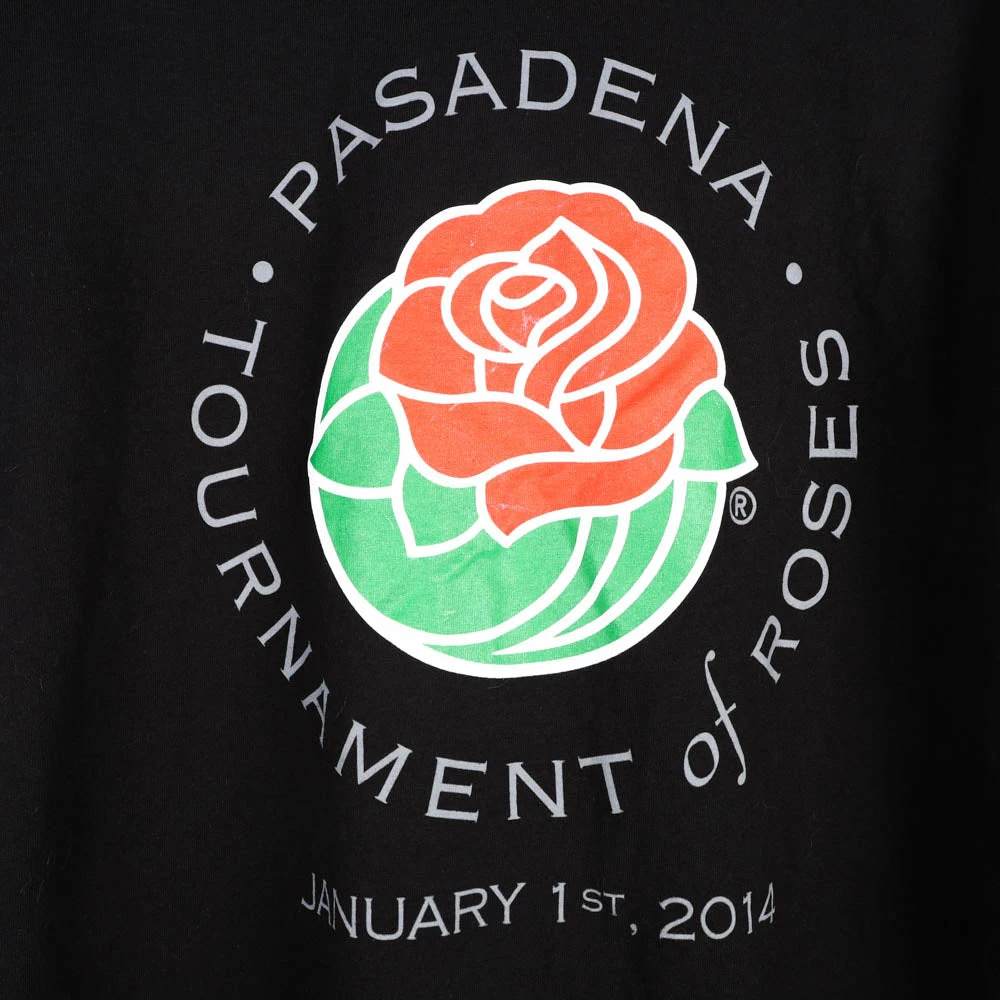 PASADENA
TOURNAMENT of ROSES
®
JANUARY 1ST, 2014